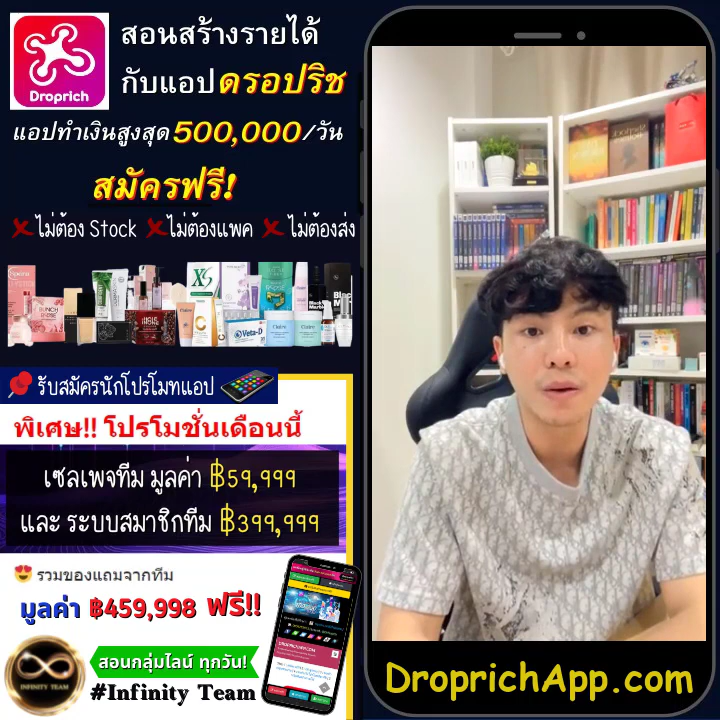 Droprich
สอนสร้างรายได้
กับแอปดรอปริช
แอปทำเงินสูงสุด 500,000/วัน
สมัครฟรี!
❌ไม่ต้อง Stock ❌ไม่ต้องแพค ❌ ไม่ต้องส่ง
XS
Veta-D
Claire
Claire
📌 รับสมัครนักโปรโมทแอป
พิเศษ!! โปรโมชั่นเดือนนี้
เซลเพจทีม มูลค่า ฿59,999
และ ระบบสมาชิกทีม ฿399,999
😍 รวมของแถมจากทีม
มูลค่า ฿459,998 ฟรี!!
INFINITY TEAM
สอนกลุ่มไลน์ ทุกวัน!
#Infinity Team
DroprichApp.com